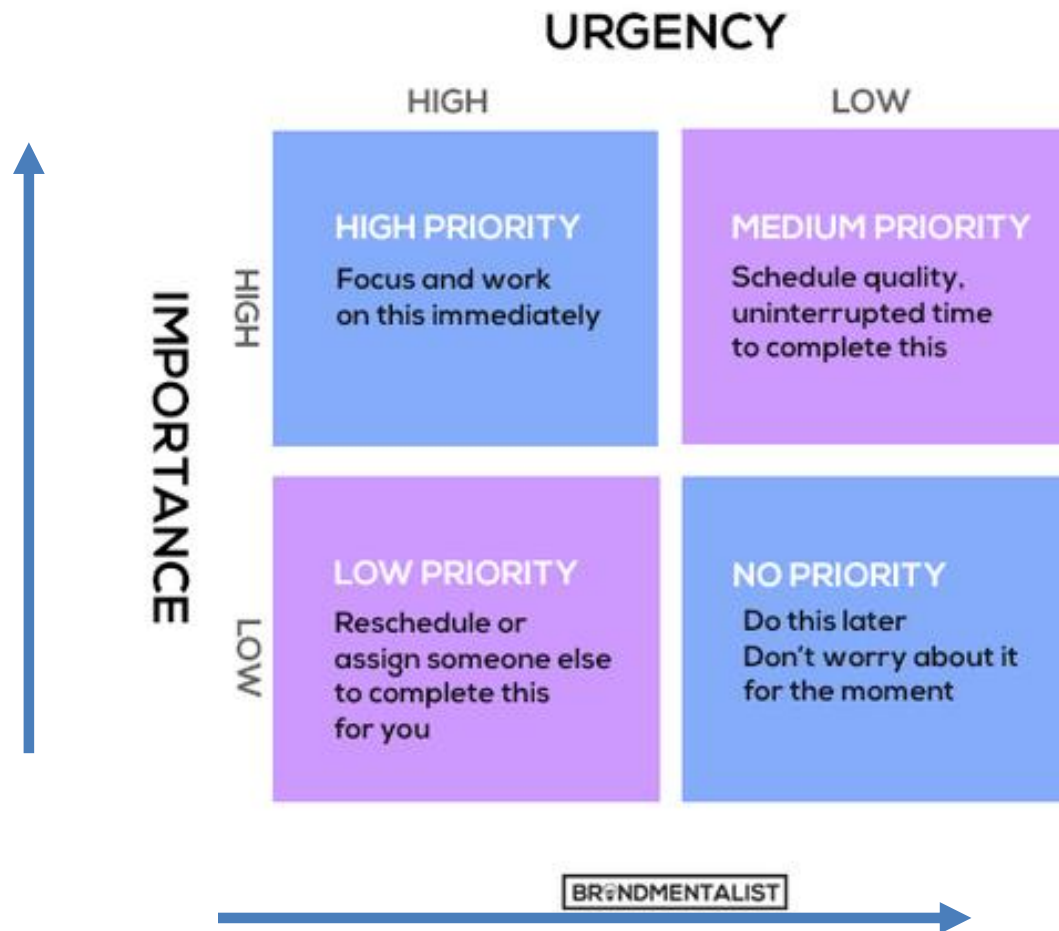 URGENCY
HIGH
LOW
IMPORTANCE
HIGH
HIGH PRIORITY
Focus and work
on this immediately
MEDIUM PRIORITY
Schedule quality,
uninterrupted time
to complete this
LOW
LOW PRIORITY
Reschedule or
assign someone else
to complete this
for you
NO PRIORITY
Do this later
Don't worry about it
for the moment
BRANDMENTALIST